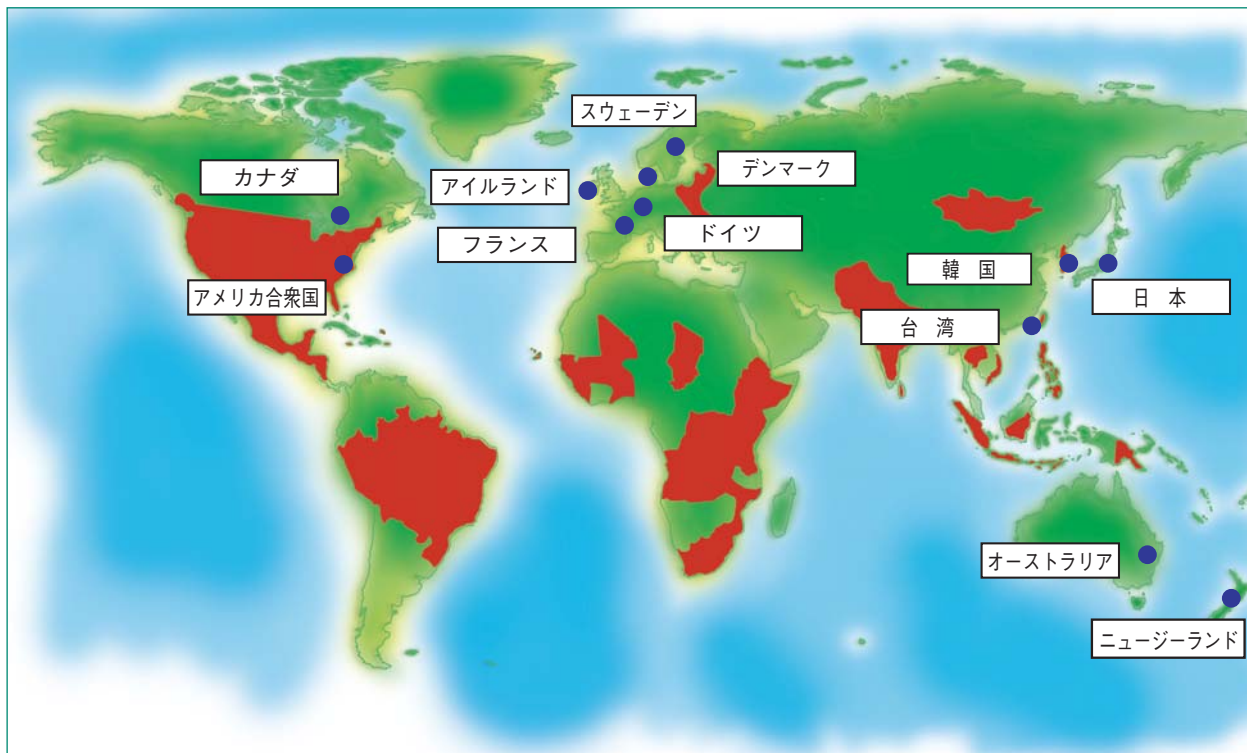 スウェーデン
デンマーク
カナダ
アイルランド
フランス
ドイツ
韓　国
日　本
アメリカ合衆国
台　湾
オーストラリア
ニュージーランド